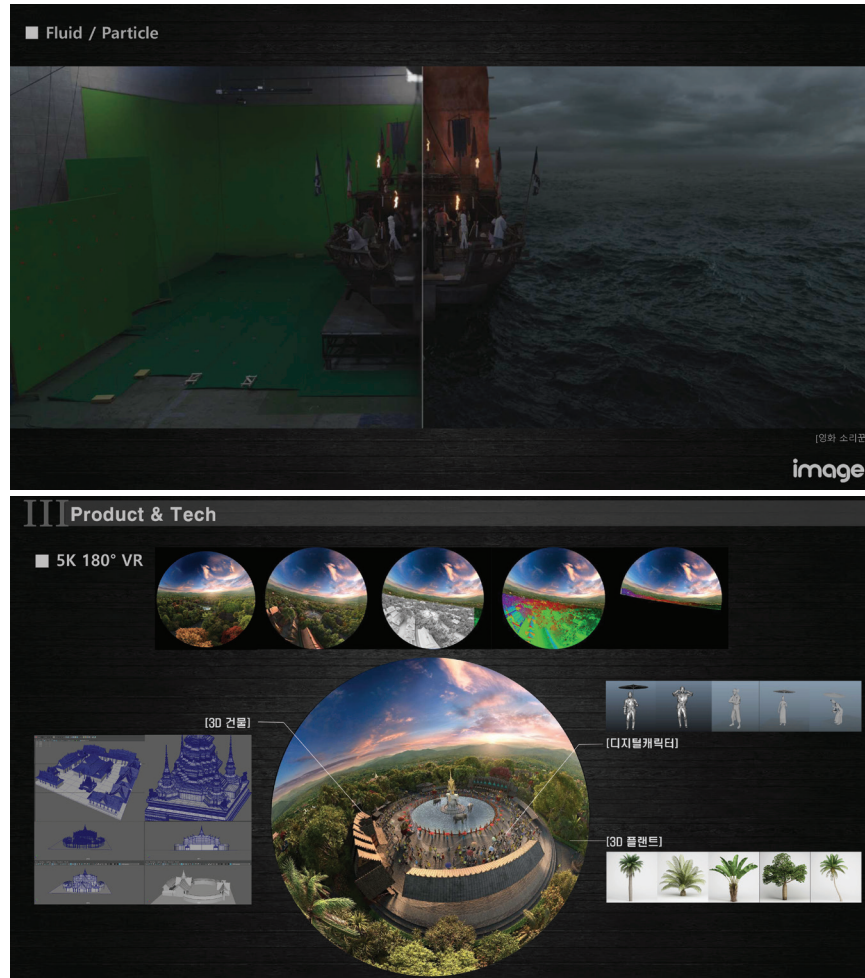 ■ Fluid / Particle
[영화 소리꾼
image
III Product & Tech
■ 5K 180° VR
[3D 건물]
[디지털캐릭터]
[3D 플랜트]